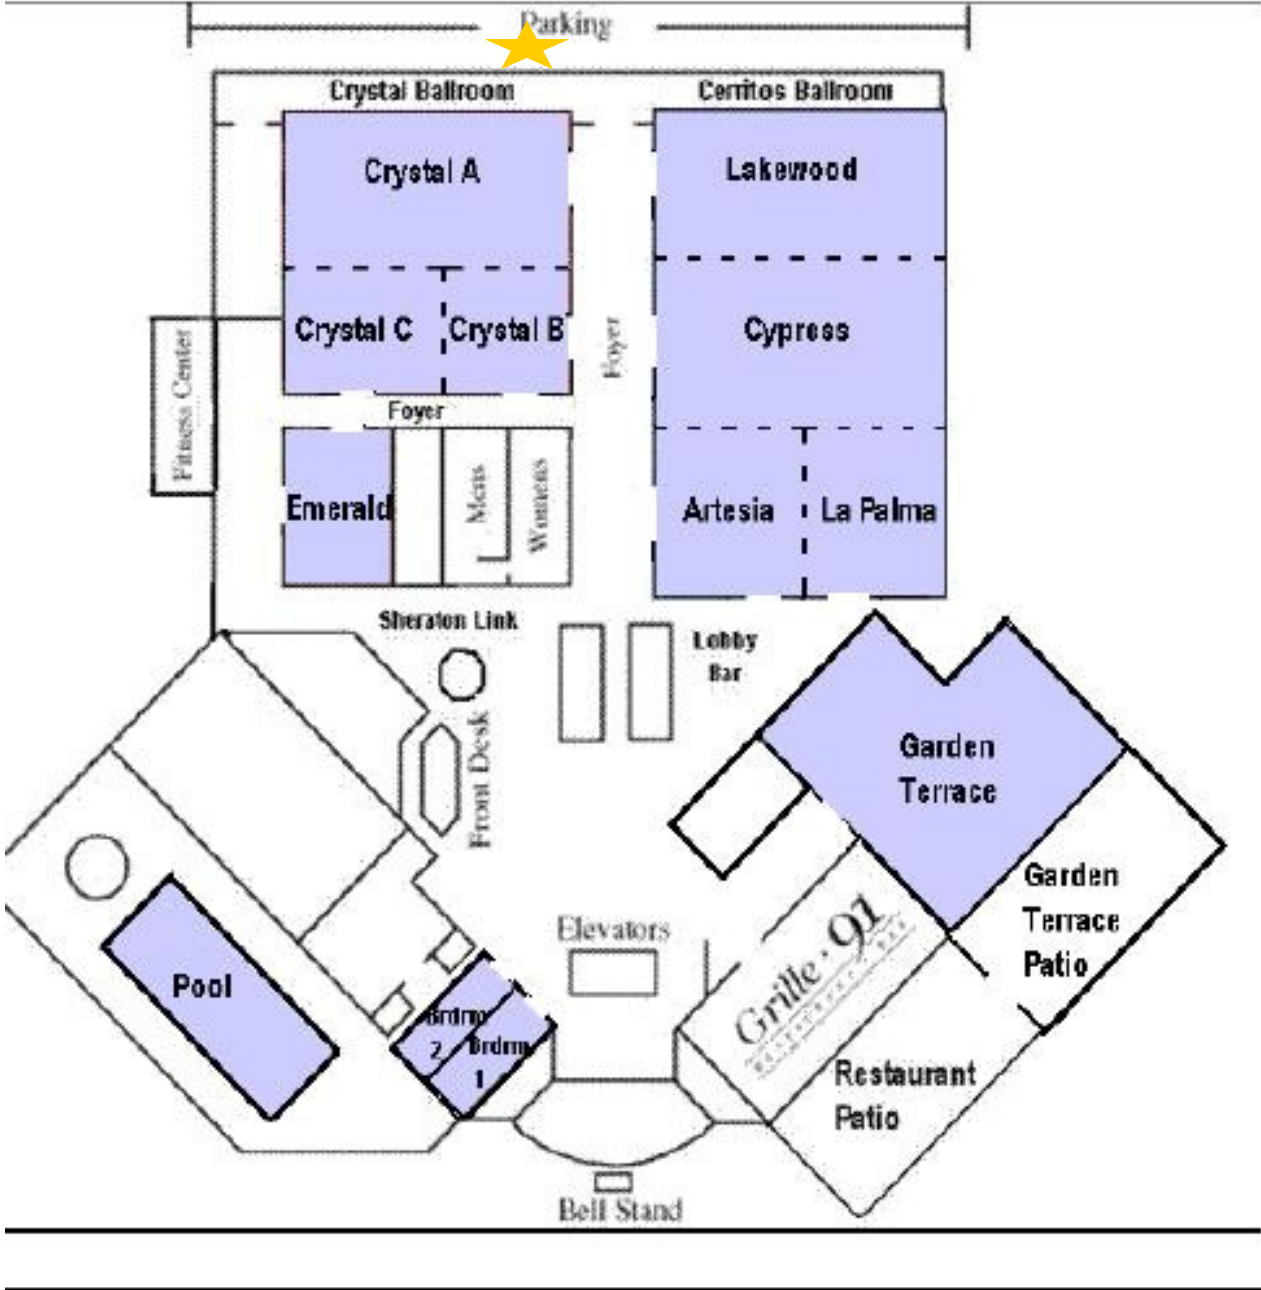 Parking
Crystal Ballroom
Cerritos Ballroom
Crystal A
Lakewood
Crystal C
Crystal B
Cypress
Foyer
Fitness Center
Foyer
Emerald
Mens
Womens
Artesia
La Palma
Sheraton Link
Lobby
Bar
Front Desk
Garden
Terrace
Garden
Terrace
Patio
Elevators
Grille · 91
Pool
Brdrm
2
Brdrm
1
Restaurant
Patio
Bell Stand